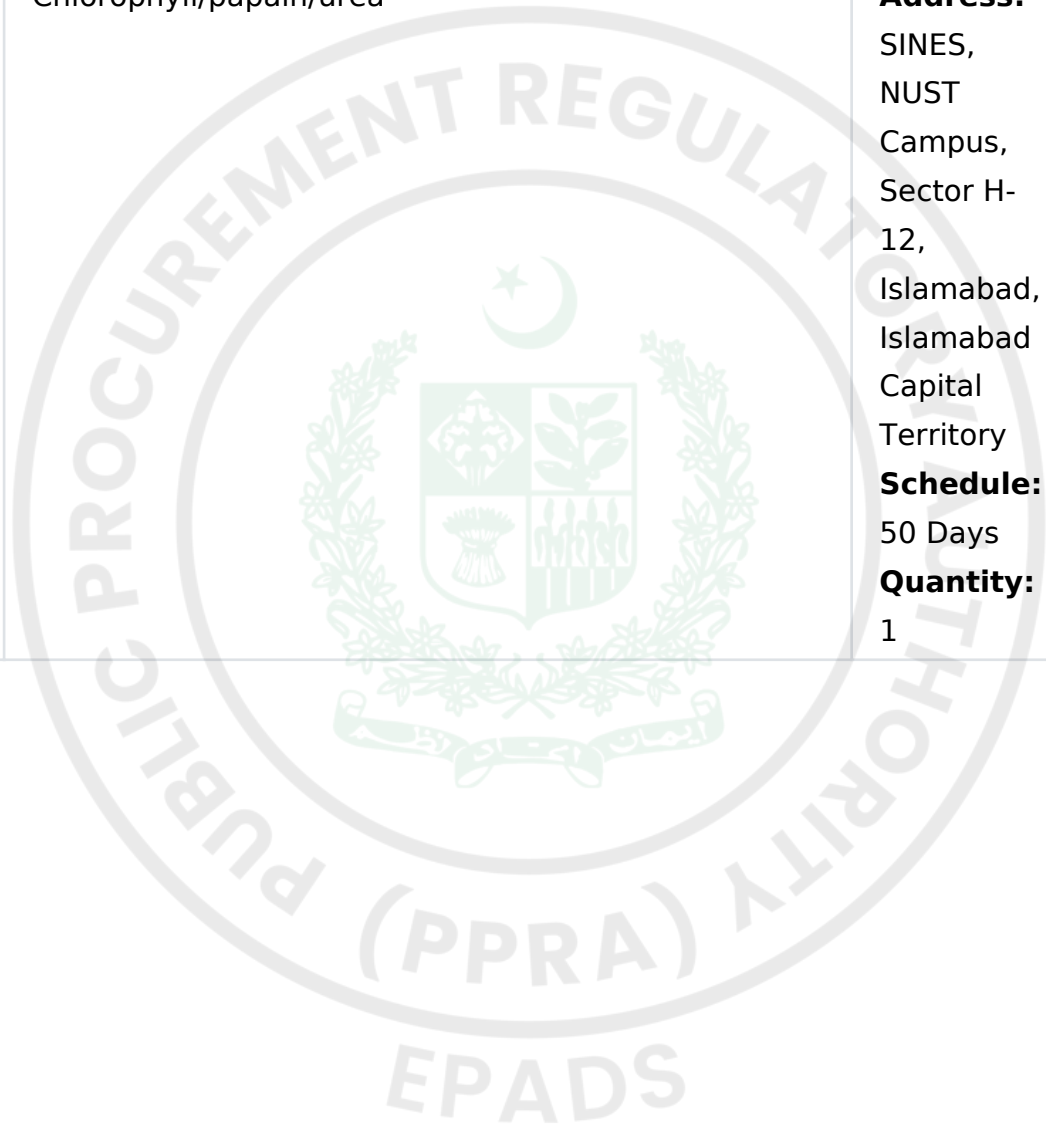 Chlorophyll/papain/urea
Address:
SINES,
NUST
Campus,
Sector H-
12,
Islamabad,
Islamabad
Capital
Territory
Schedule:
50 Days
Quantity:
1
PUBLIC PROCUREMENT REGULATORY AUTHORITY
(PPRA)
EPADS